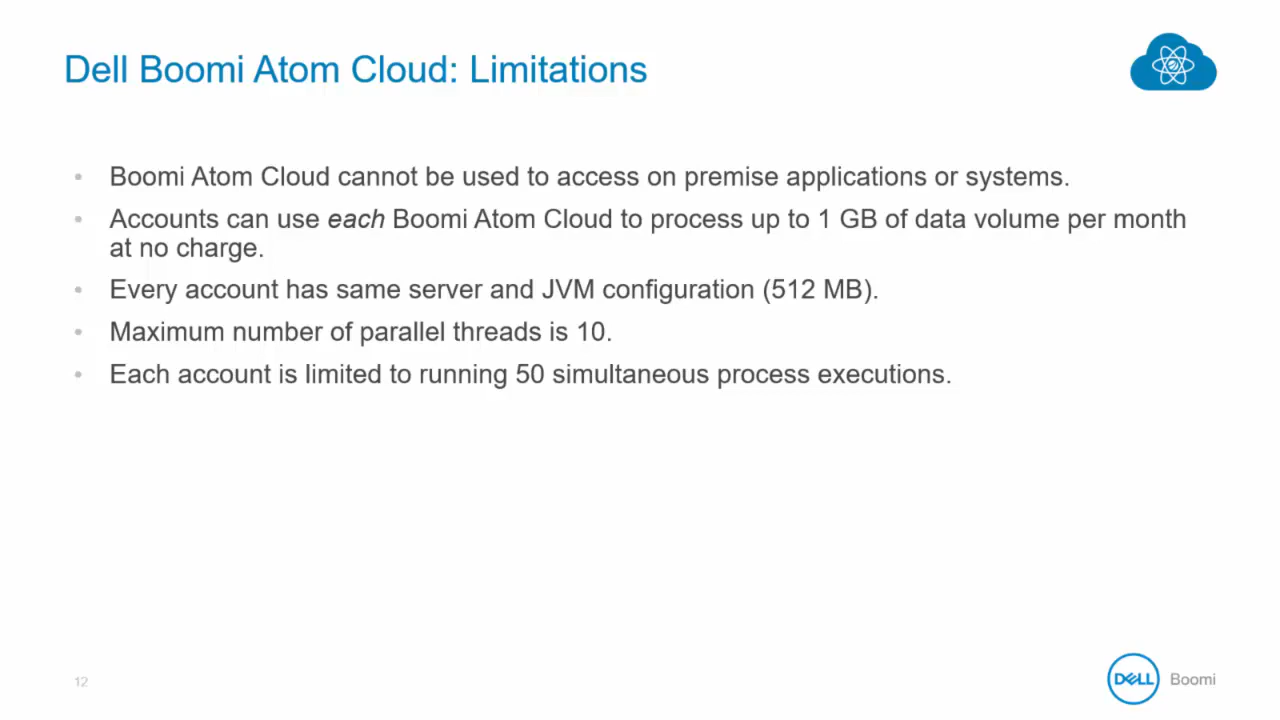 Dell Boomi Atom Cloud: Limitations
• Boomi Atom Cloud cannot be used to access on premise applications or systems.
• Accounts can use each Boomi Atom Cloud to process up to 1 GB of data volume per month
at no charge.
• Every account has same server and JVM configuration (512 MB).
• Maximum number of parallel threads is 10.
• Each account is limited to running 50 simultaneous process executions.
12
DELL Boomi